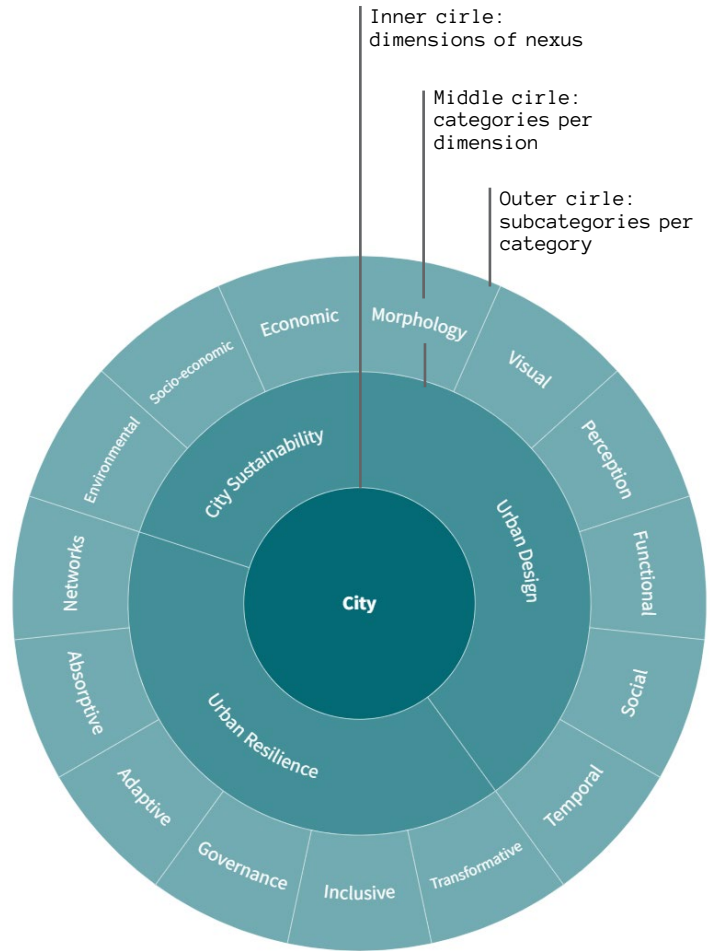 Inner cirle:
dimensions of nexus
Middle cirle:
categories per
dimension
Outer cirle:
subcategories per
category
Economic
Morphology
Socio-economic
Visual
Environmental
City Sustainability
Perception
Urban Design
Networks
Functional
City
Absorptive
Social
Urban Resilience
Adaptive
Temporal
Governance
Inclusive
Transformative